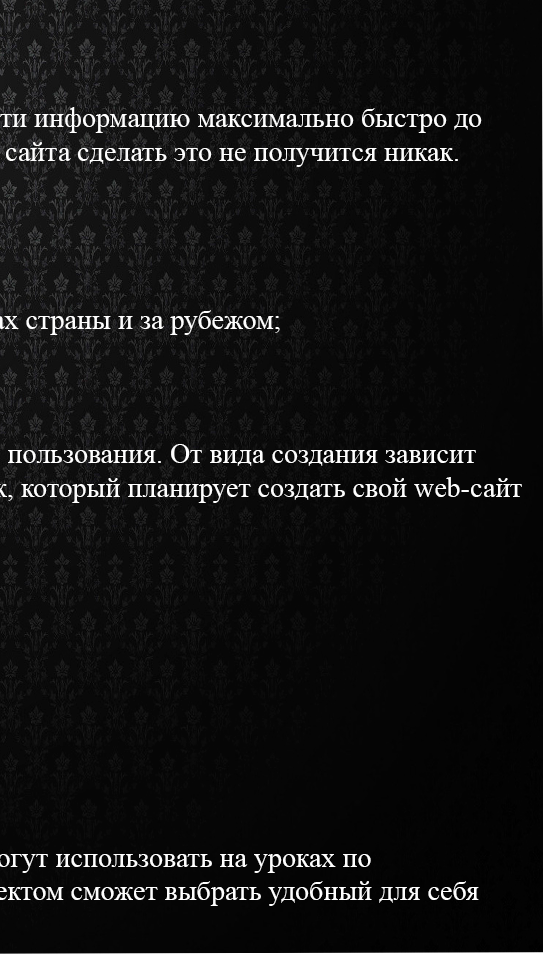 ти информацию максимально быстро до
сайта сделать это не получится никак.
ах страны и за рубежом;
пользования. От вида создания зависит
к, который планирует создать свой web-сайт
огут использовать на уроках по
ектом сможет выбрать удобный для себя